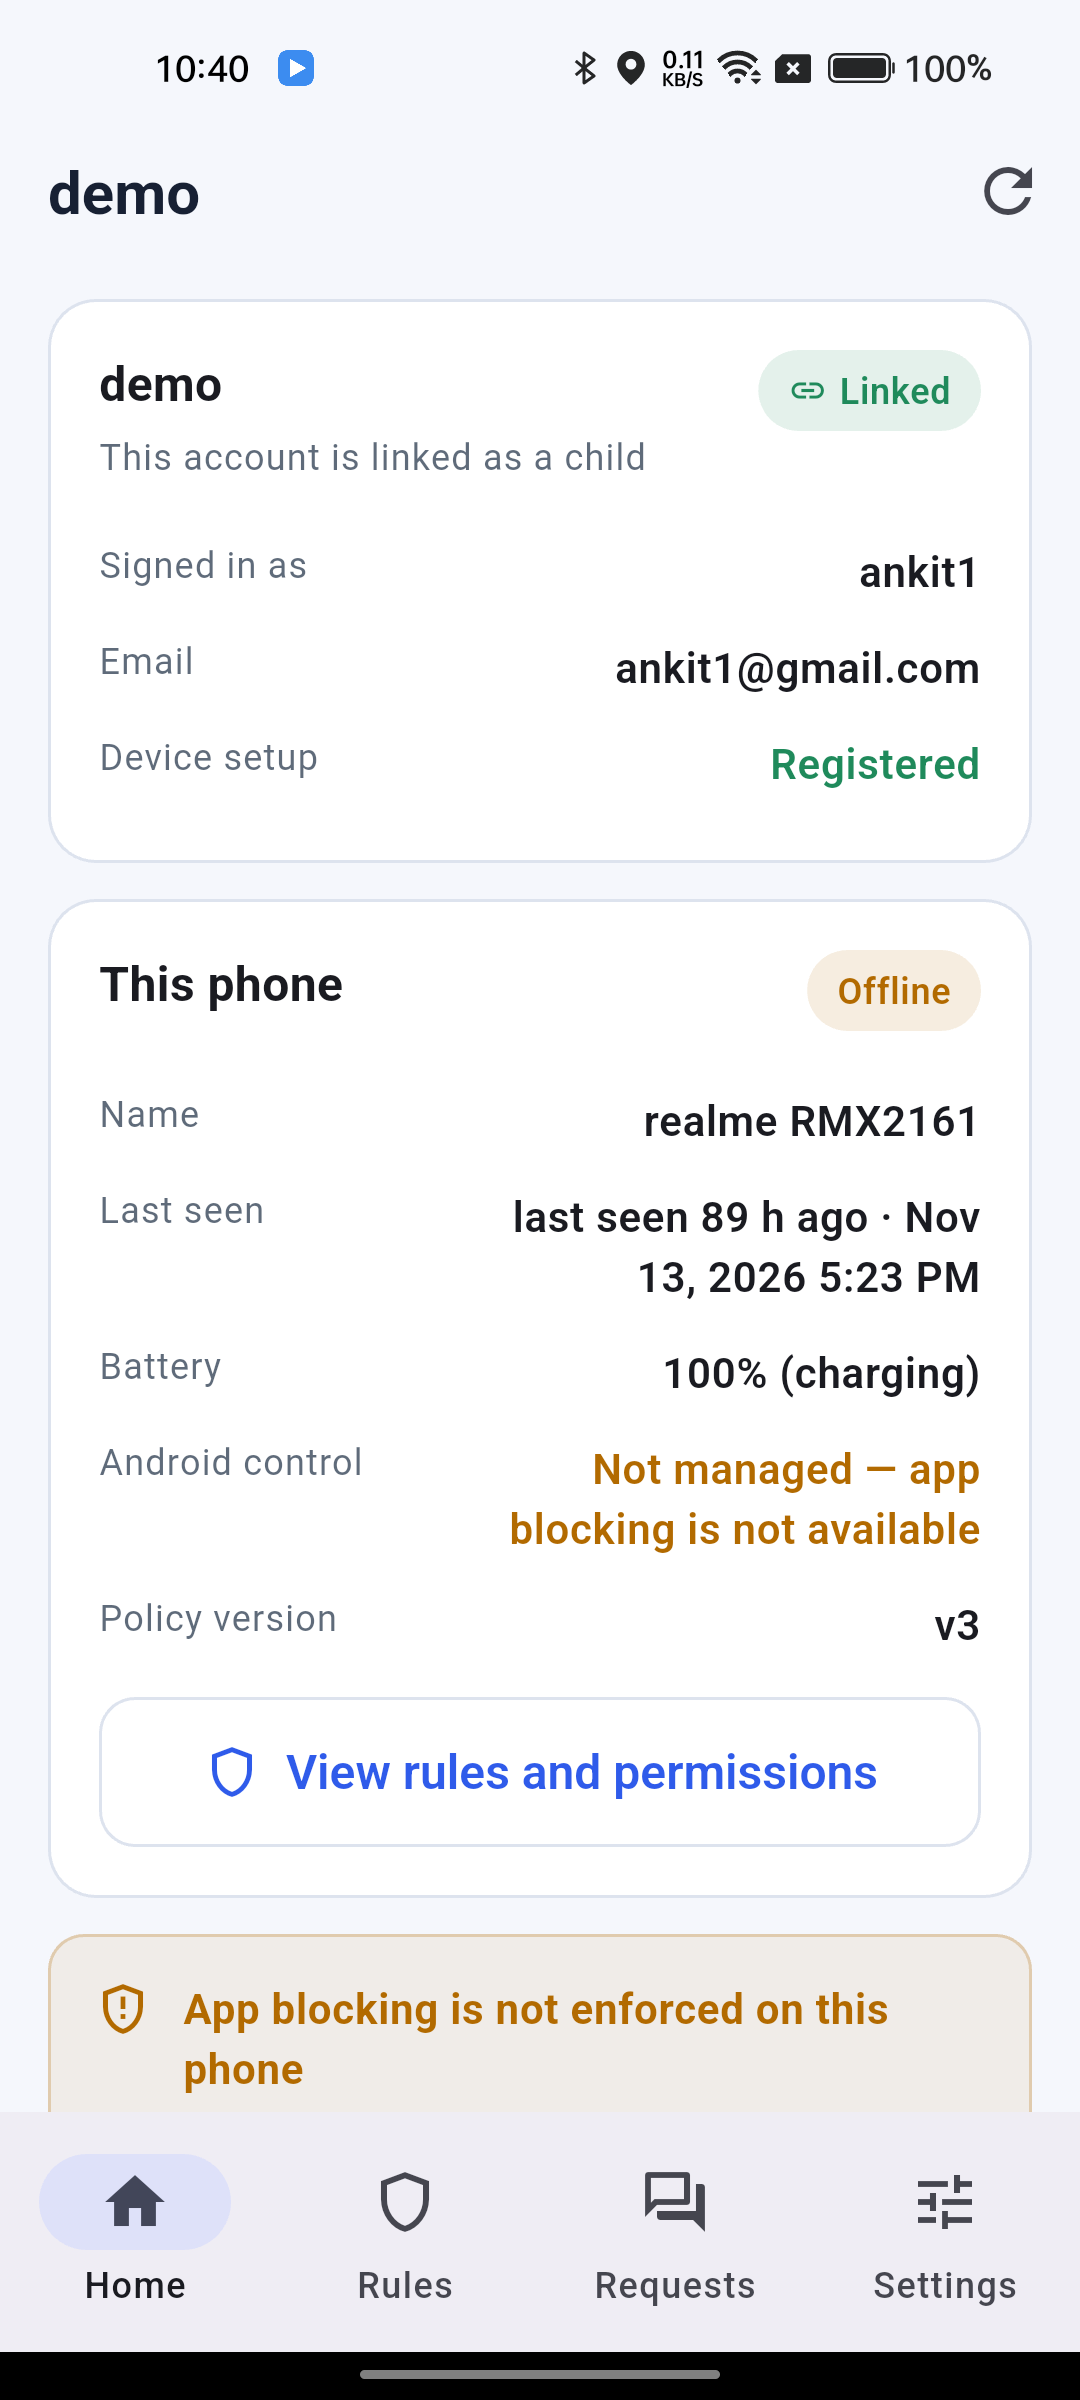 10:40
0.11
KB/S
100%
demo
demo
Linked
This account is linked as a child
Signed in as
ankit1
Email
ankit1@gmail.com
Device setup
Registered
This phone
Offline
Name
realme RMX2161
Last seen
last seen 89 h ago · Nov
13, 2026 5:23 PM
Battery
100% (charging)
Android control
Not managed — app
blocking is not available
Policy version
v3
View rules and permissions
App blocking is not enforced on this
phone
Home
Rules
Requests
Settings